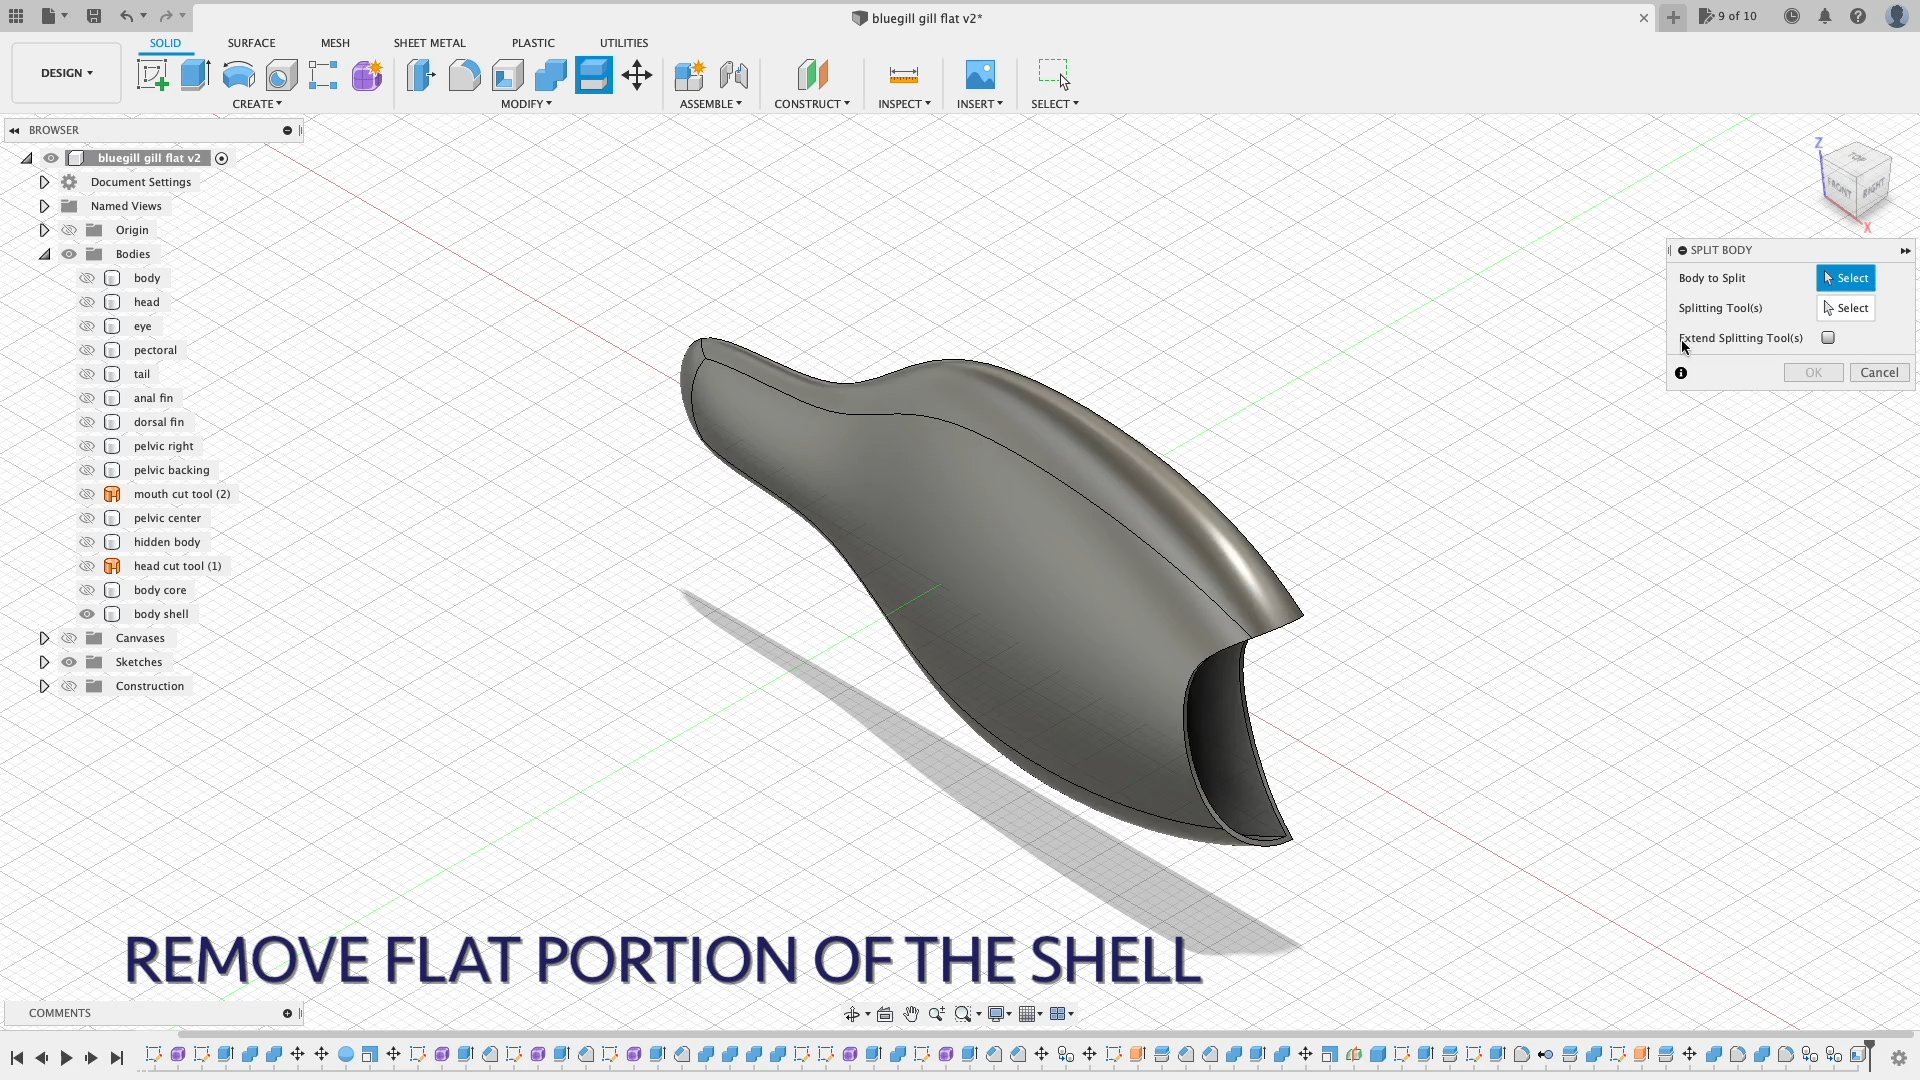 bluegill gill flat v2*
9 of 10
SOLID SURFACE MESH SHEET METAL PLASTIC UTILITIES
DESIGN
CREATE MODIFY ASSEMBLE CONSTRUCT INSPECT INSERT SELECT
BROWSER
bluegill gill flat v2
Document Settings
Named Views
Origin
Bodies
body
head
eye
pectoral
tail
anal fin
dorsal fin
pelvic right
pelvic backing
mouth cut tool (2)
pelvic center
hidden body
head cut tool (1)
body core
body shell
Canvases
Sketches
Construction
Z
TOP
FRONT RIGHT
X
SPLIT BODY
Body to Split Select
Splitting Tool(s) Select
Extend Splitting Tool(s)
OK Cancel
REMOVE FLAT PORTION OF THE SHELL
COMMENTS